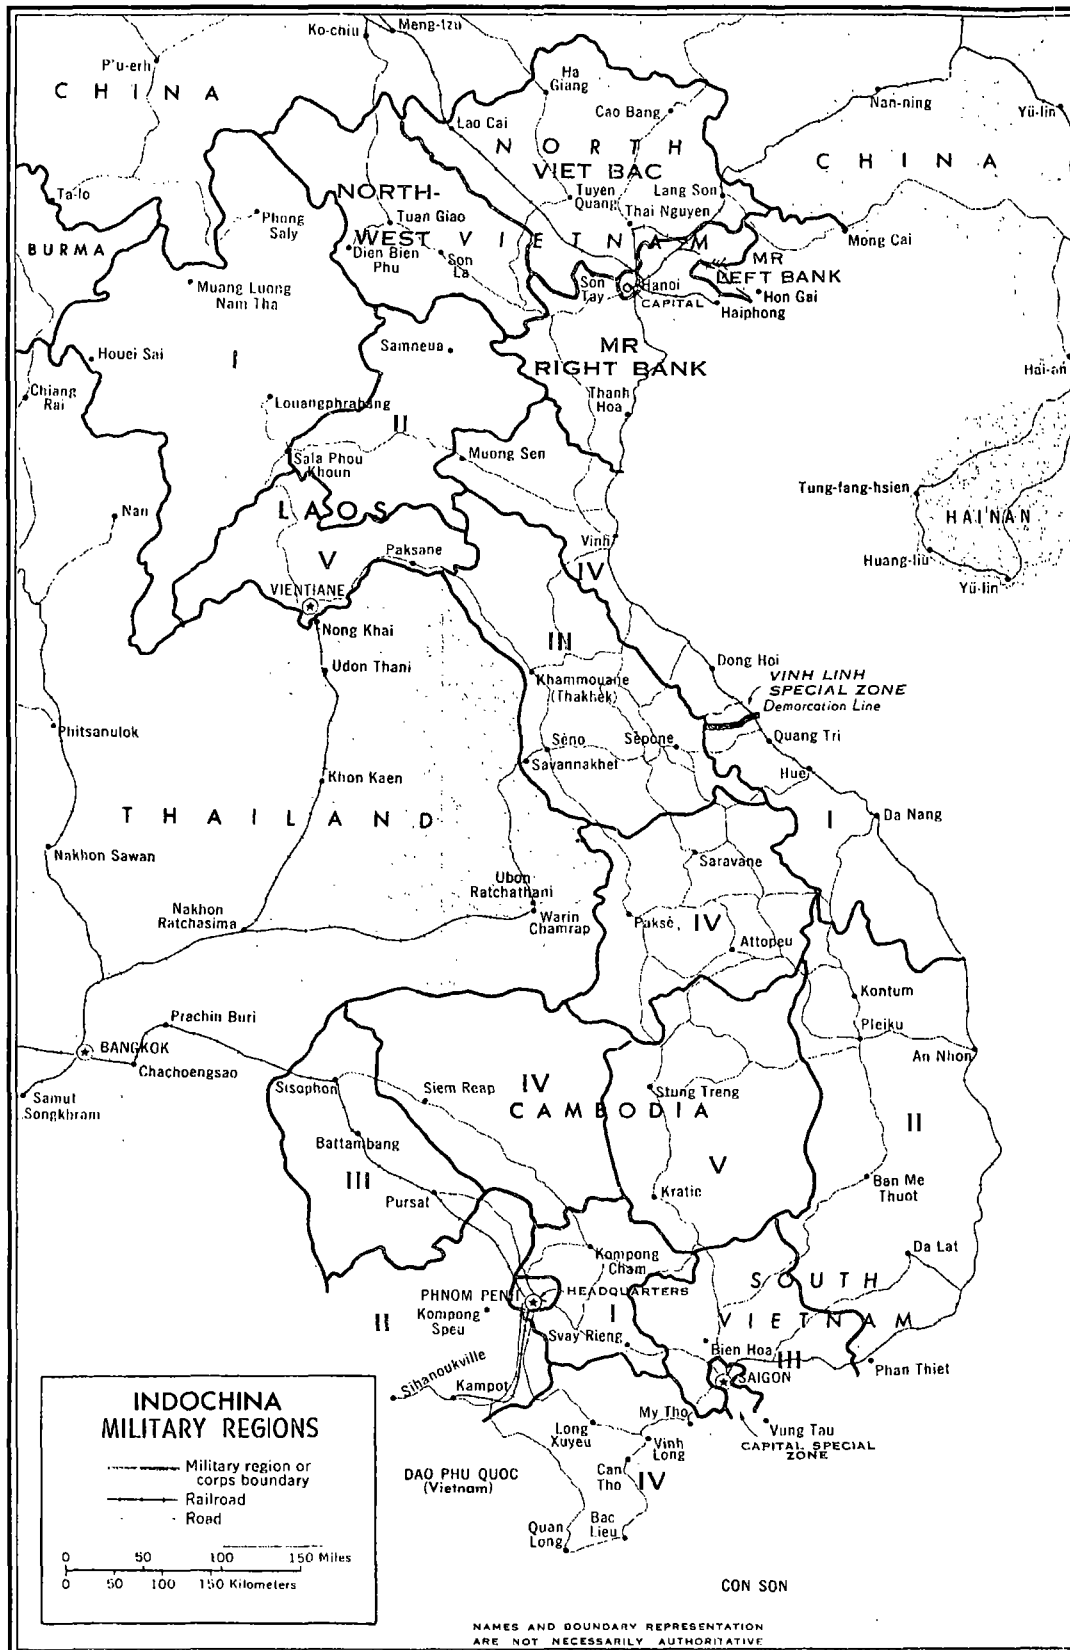 Ko-chiu
Meng-tzu
P'u-erh
CHINA
Ha
Giang
Cao Bang
Nan-ning
Yü-lin
Lao Cai
NORTH
VIET BAC
CHINA
Ta-lo
NORTH-
WEST
VIETNAM
Tuyen
Quang
Lang Son
Thai Nguyen
Phong
Saly
Tuan Giao
Dien Bien
Phu
Son
La
BURMA
Mong Cai
MR
LEFT BANK
Muang Luong
Nam Tha
Son
Tay
Hanoi
CAPITAL
Hon Gai
Haiphong
Houei Sai
I
Samneua
MR
RIGHT BANK
Hai-an
Chiang
Rai
Louangphrabang
Thanh
Hoa
II
Sala Phou
Khoun
Muong Sen
Tung-fang-hsien
Nan
LAOS
HAINAN
V
Paksane
Vinh
IV
Huang-liu
Yü-lin
VIENTIANE
Nong Khai
III
Udon Thani
Khammouane
(Thakhek)
Dong Hoi
VINH LINH
SPECIAL ZONE
Demarcation Line
Phitsanulok
Séno
Sépone
Quang Tri
Savannakhet
Khon Kaen
Hue
THAILAND
I
Da Nang
Nakhon Sawan
Saravane
Ubon
Ratchathani
Nakhon
Ratchasima
Warin
Chamrap
Paksé
IV
Attopeu
Kontum
Prachin Buri
Pleiku
BANGKOK
An Nhon
Chachoengsao
Sisophon
Siem Reap
IV
Stung Treng
Samut
Songkhram
CAMBODIA
II
Battambang
V
III
Pursat
Kratie
Ban Me
Thuot
Kompong
Cham
Da Lat
SOUTH
VIETNAM
PHNOM PENH
HEADQUARTERS
Kompong
Speu
II
I
Svay Rieng
Bien Hoa
III
SAIGON
Phan Thiet
Sihanoukville
Kampot
My Tho
Vung Tau
CAPITAL SPECIAL
ZONE
Long
Xuyeu
Vinh
Long
Can
Tho
IV
DAO PHU QUOC
(Vietnam)
Quan
Long
Bac
Lieu
CON SON
INDOCHINA
MILITARY REGIONS
Military region or
corps boundary
Railroad
Road
0 50 100 150 Miles
0 50 100 150 Kilometers
NAMES AND BOUNDARY REPRESENTATION
ARE NOT NECESSARILY AUTHORITATIVE